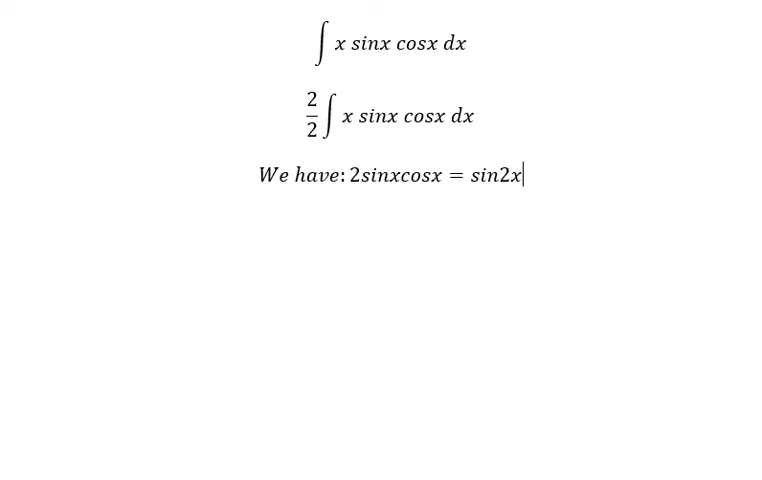 ∫ x sinx cosx dx
2/2 ∫ x sinx cosx dx
We have: 2sinxcosx = sin2x